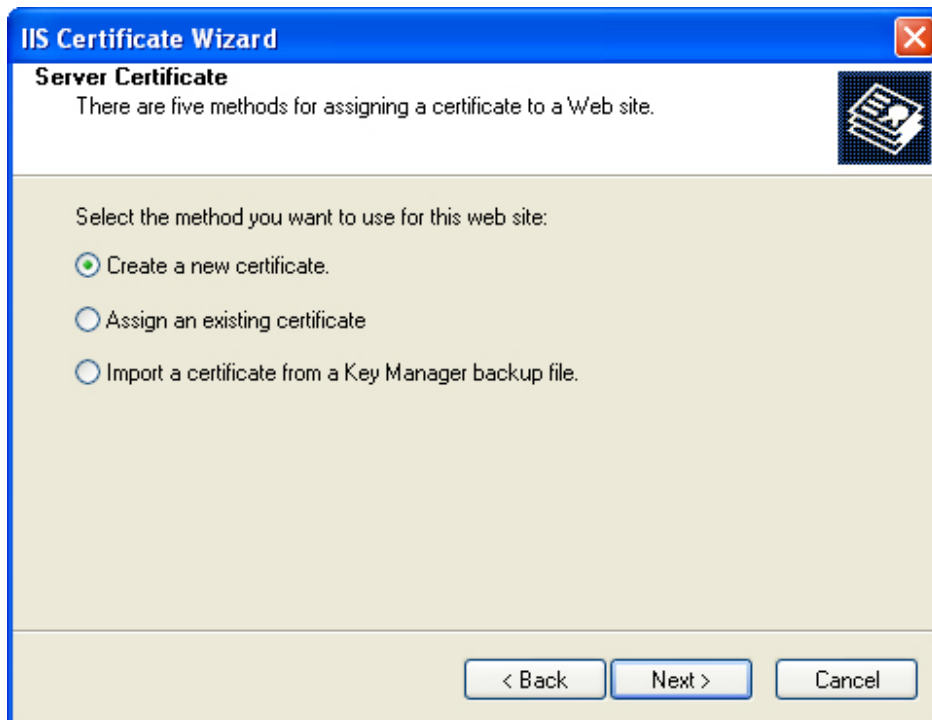 IIS Certificate Wizard
Server Certificate
There are five methods for assigning a certificate to a Web site.
Select the method you want to use for this web site:
Create a new certificate.
Assign an existing certificate
Import a certificate from a Key Manager backup file.
< Back Next > Cancel